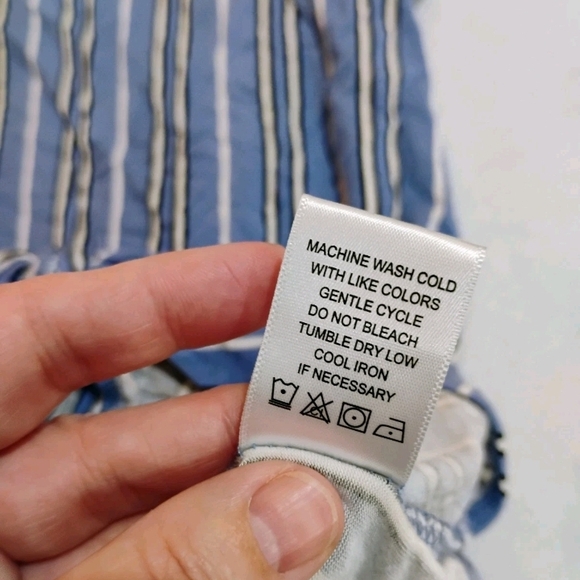 MACHINE WASH COLD
WITH LIKE COLORS
GENTLE CYCLE
DO NOT BLEACH
TUMBLE DRY LOW
COOL IRON
IF NECESSARY